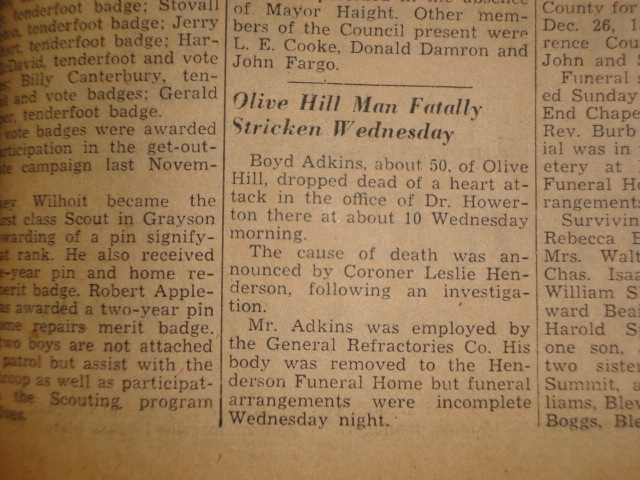 tenderfoot badge; Stovall
tenderfoot badge; Jerry
tenderfoot badge; Har-
McDavid, tenderfoot and vote
Billy Canterbury, ten-
and vote badges; Gerald
tenderfoot badge.
vote badges were awarded
participation in the get-out-
campaign last Novem-
Wilhoit became the
class Scout in Grayson
awarding of a pin signify-
rank. He also received
-year pin and home re-
merit badge. Robert Apple-
was awarded a two-year pin
home repairs merit badge.
two boys are not attached
patrol but assist with the
troop as well as participat-
the Scouting program
of Mayor Haight. Other mem-
bers of the Council present were
L. E. Cooke, Donald Damron and
John Fargo.
Olive Hill Man Fatally
Stricken Wednesday
Boyd Adkins, about 50, of Olive
Hill, dropped dead of a heart at-
tack in the office of Dr. Hower-
ton there at about 10 Wednesday
morning.
The cause of death was an-
nounced by Coroner Leslie Hen-
derson, following an investiga-
tion.
Mr. Adkins was employed by
the General Refractories Co. His
body was removed to the Hen-
derson Funeral Home but funeral
arrangements were incomplete
Wednesday night.
County for
Dec. 26, 1
rence Cou
John and S
Funeral s
ed Sunday
End Chape
Rev. Burb
ial was in
etery at
Funeral H
rangements
Survivin
Rebecca B
Mrs. Walt
Chas. Isaa
William S
ward Beai
Harold S
one son,
two sister
Summit, a
liams, Blev
Boggs, Ble